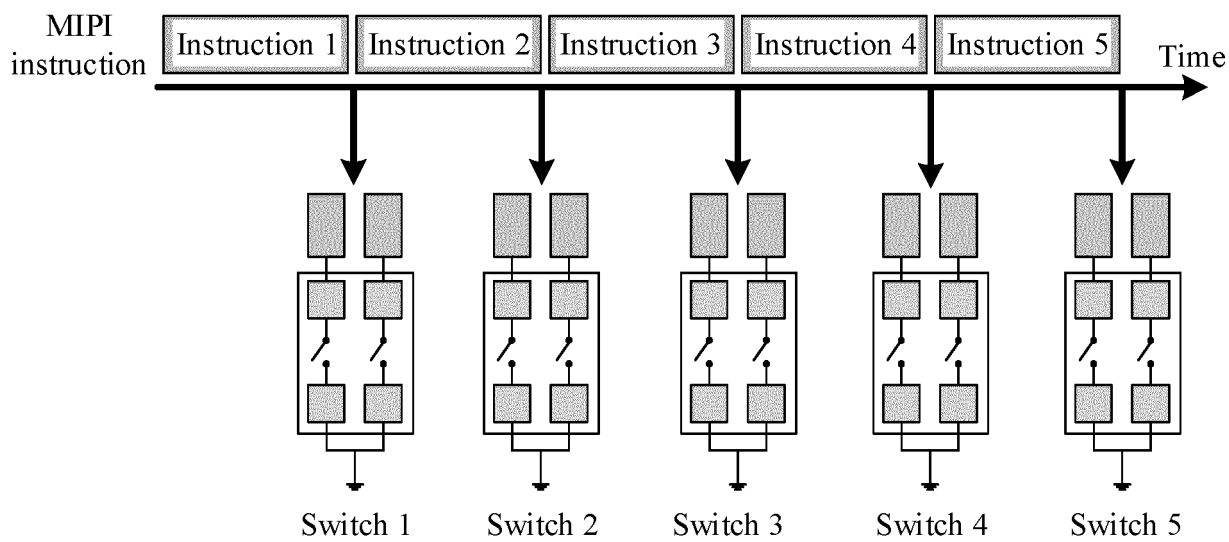 MIPI
instruction
Instruction 1
Instruction 2
Instruction 3
Instruction 4
Instruction 5
Time
Switch 1
Switch 2
Switch 3
Switch 4
Switch 5